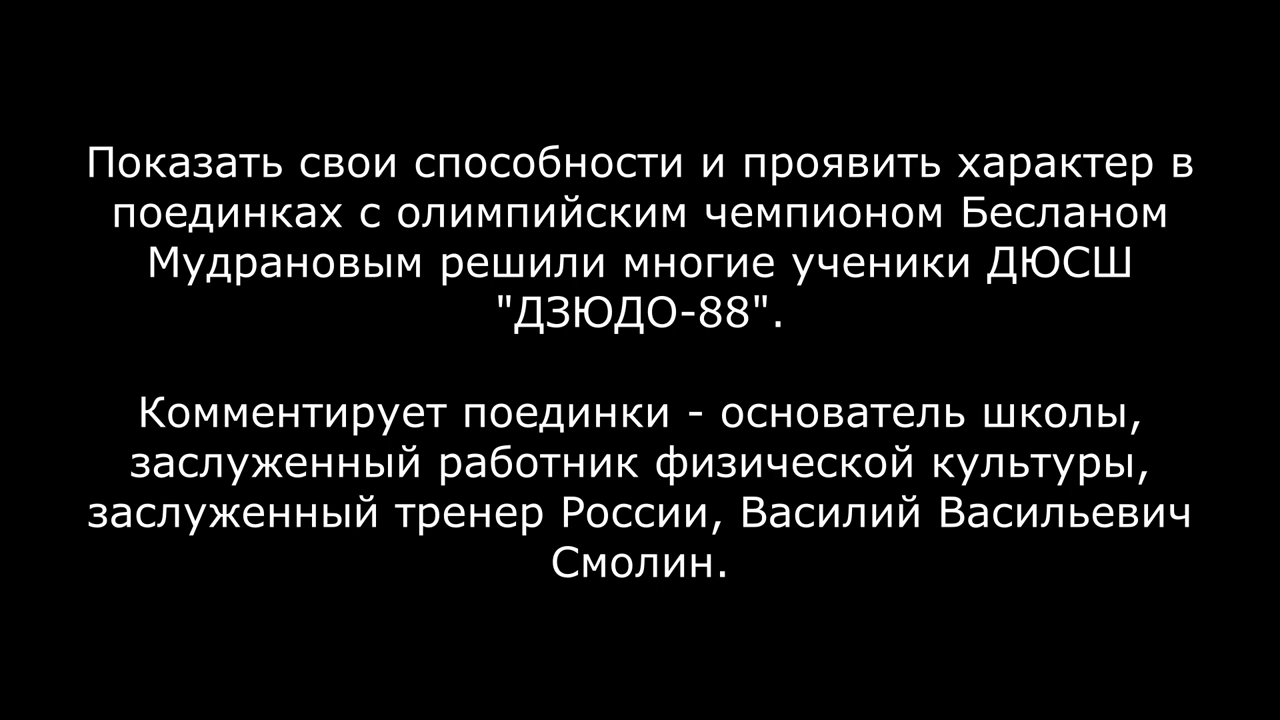 Показать свои способности и проявить характер в
поединках с олимпийским чемпионом Бесланом
Мудрановым решили многие ученики ДЮСШ
"ДЗЮДО-88".
Комментирует поединки - основатель школы,
заслуженный работник физической культуры,
заслуженный тренер России, Василий Васильевич
Смолин.